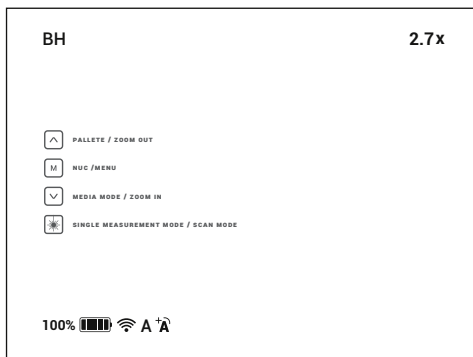 BH 2.7x
PALLETE / ZOOM OUT
M NUC /MENU
MEDIA MODE / ZOOM IN
SINGLE MEASUREMENT MODE / SCAN MODE
100% A +A